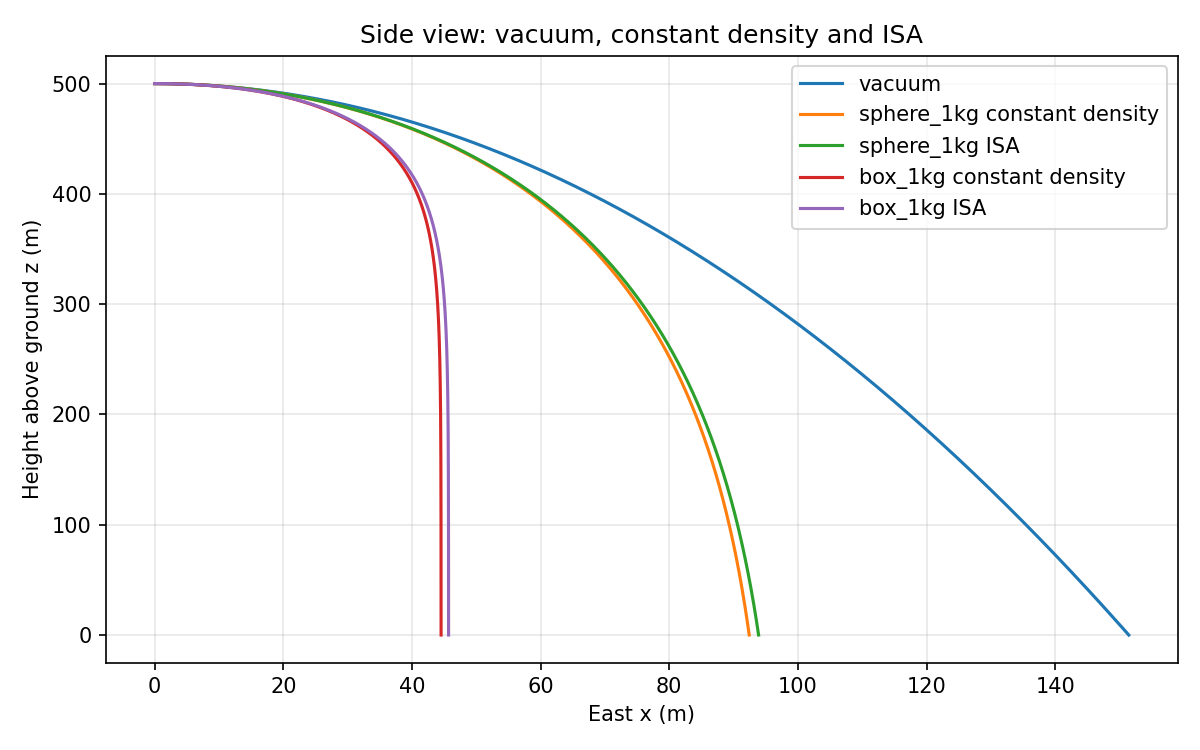 Side view: vacuum, constant density and ISA
vacuum
sphere_1kg constant density
sphere_1kg ISA
box_1kg constant density
box_1kg ISA
Height above ground z (m)
500
400
300
200
100
0
0 20 40 60 80 100 120 140
East x (m)